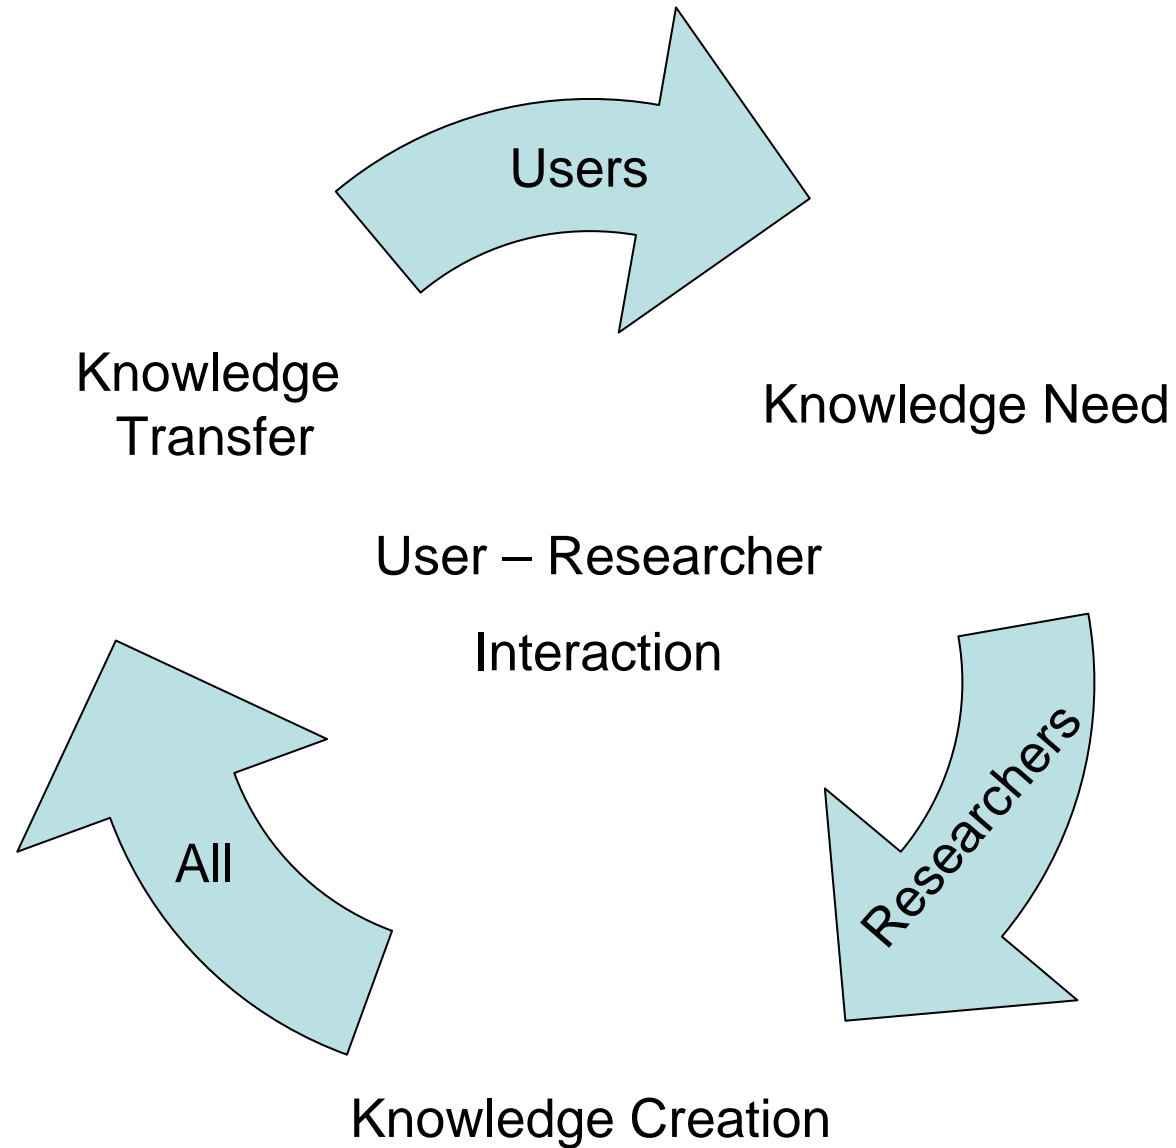 Users
Knowledge
Transfer
Knowledge Need
User – Researcher
Interaction
Researchers
All
Knowledge Creation